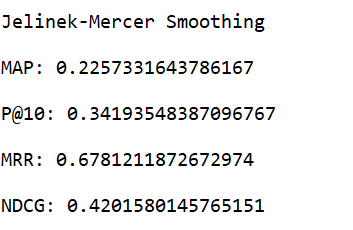 Jelinek-Mercer Smoothing
MAP: 0.2257331643786167
P@10: 0.34193548387096767
MRR: 0.6781211872672974
NDCG: 0.4201580145765151